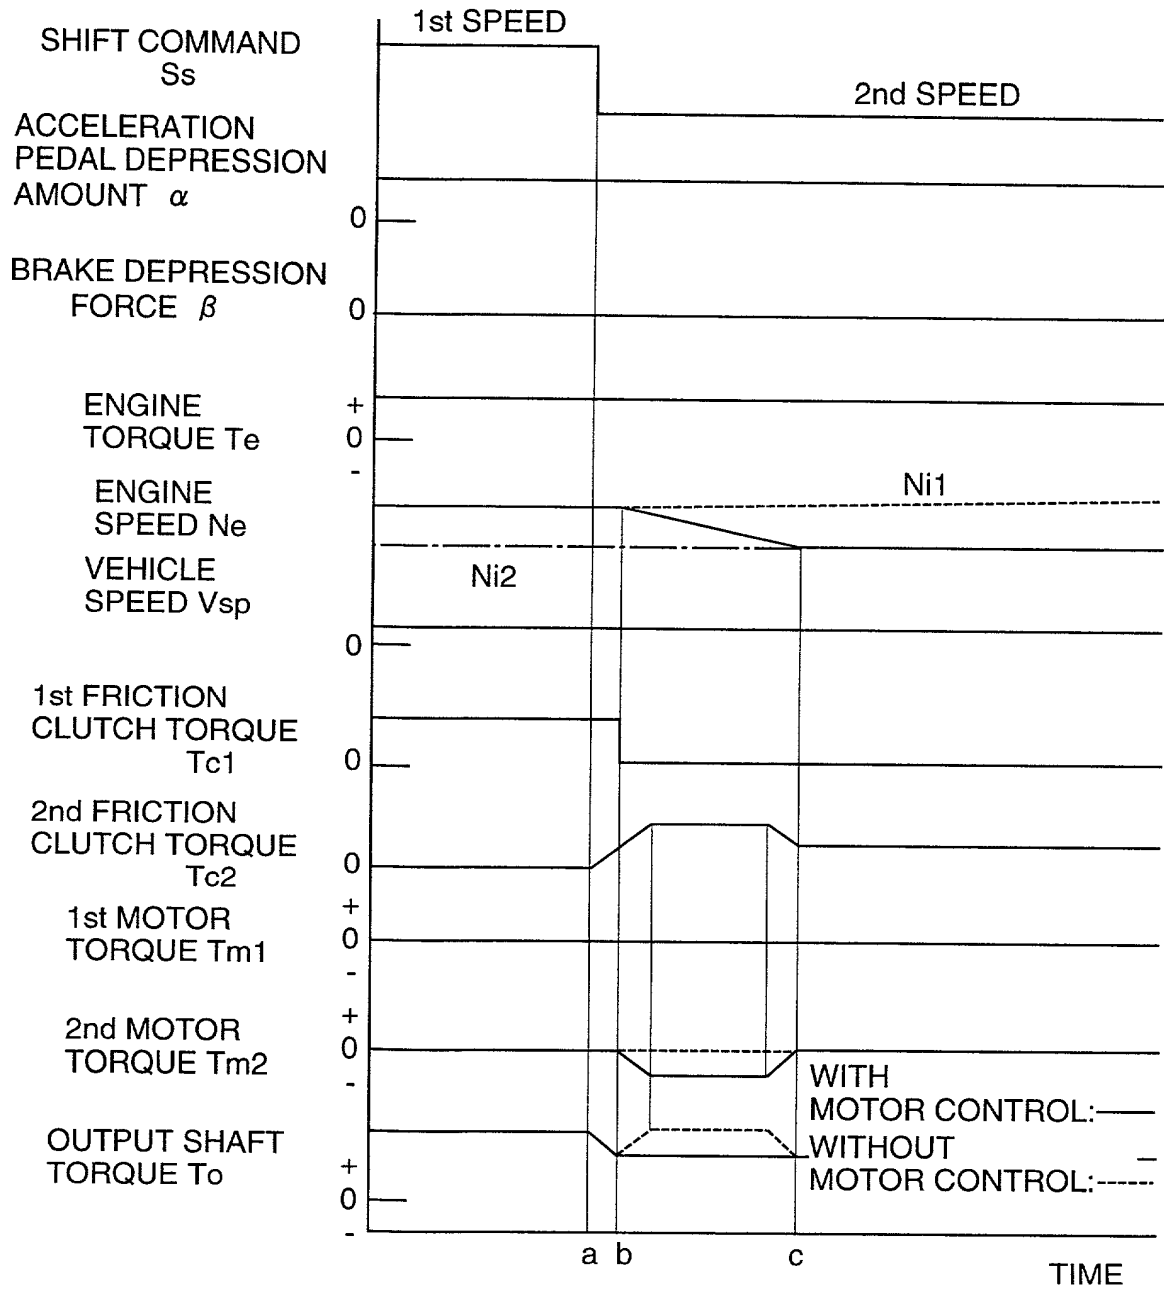 1st SPEED
SHIFT COMMAND
Ss
2nd SPEED
ACCELERATION
PEDAL DEPRESSION
AMOUNT α
0
BRAKE DEPRESSION
FORCE β
0
ENGINE
TORQUE Te
+
0
-
ENGINE
SPEED Ne
Ni1
Ni2
VEHICLE
SPEED Vsp
0
1st FRICTION
CLUTCH TORQUE
Tc1
0
2nd FRICTION
CLUTCH TORQUE
Tc2
0
1st MOTOR
TORQUE Tm1
+
0
-
2nd MOTOR
TORQUE Tm2
+
0
-
WITH
MOTOR CONTROL:
WITHOUT
MOTOR CONTROL:
OUTPUT SHAFT
TORQUE To
+
0
-
a b c
TIME